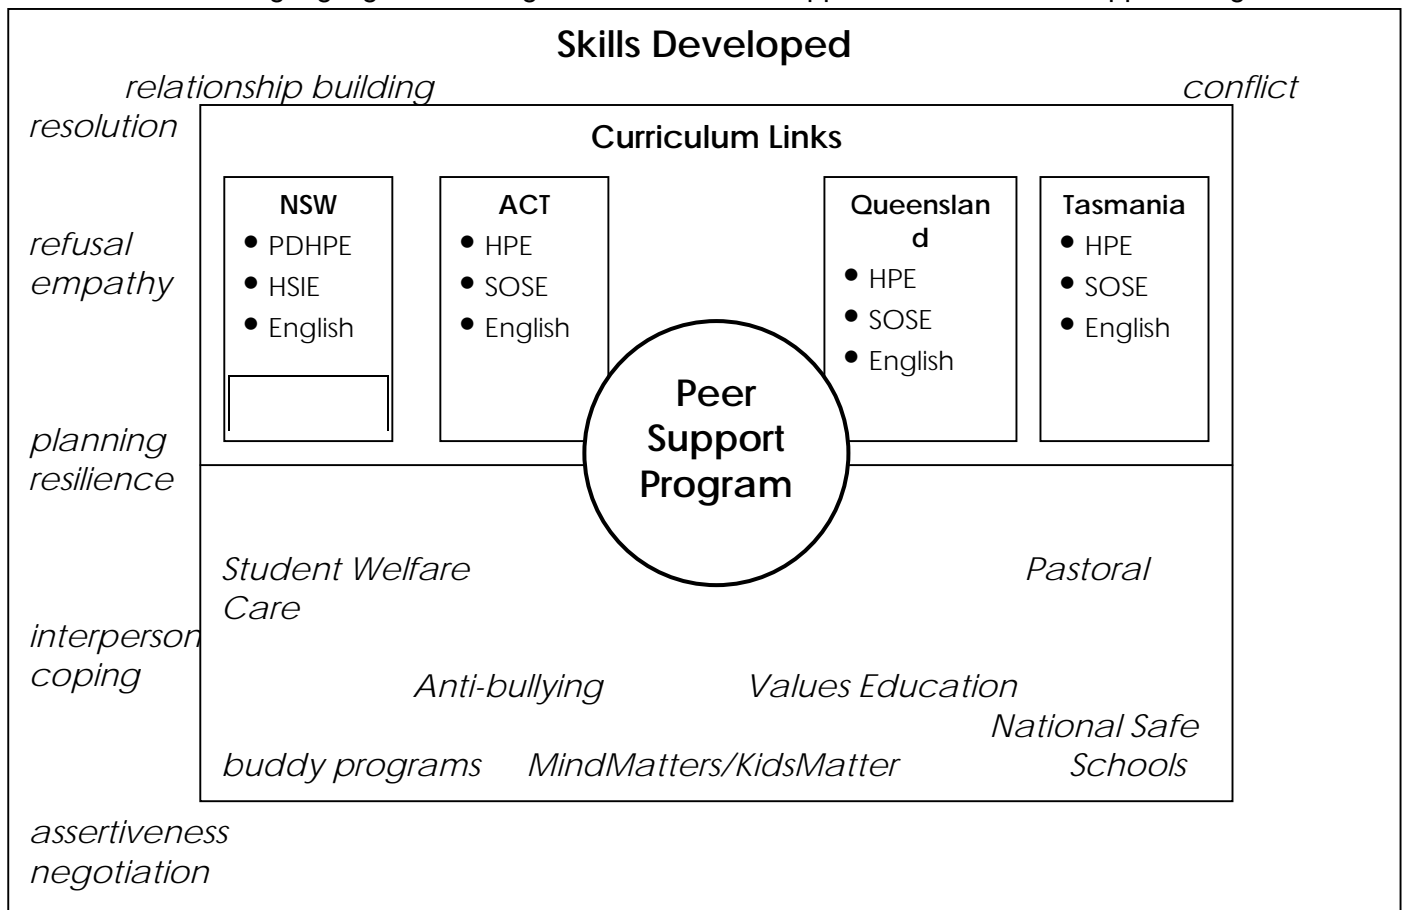 Skills Developed
relationship building conflict
resolution
Curriculum Links
NSW
• PDHPE
• HSIE
• English
ACT
• HPE
• SOSE
• English
Queenslan
d
• HPE
• SOSE
• English
Tasmania
• HPE
• SOSE
• English
refusal
empathy
Peer
Support
Program
planning
resilience
Student Welfare Pastoral
Care
interperson
coping
Anti-bullying Values Education
National Safe
buddy programs MindMatters/KidsMatter Schools
assertiveness
negotiation